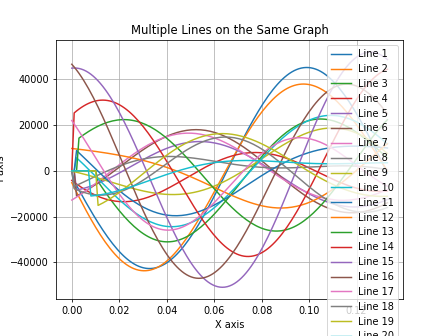 Multiple Lines on the Same Graph
40000
20000
0
−20000
−40000
0.00
0.02
0.04
0.06
0.08
0.10
X axis
Line 1
Line 2
Line 3
Line 4
Line 5
Line 6
Line 7
Line 8
Line 9
Line 10
Line 11
Line 12
Line 13
Line 14
Line 15
Line 16
Line 17
Line 18
Line 19
Line 20